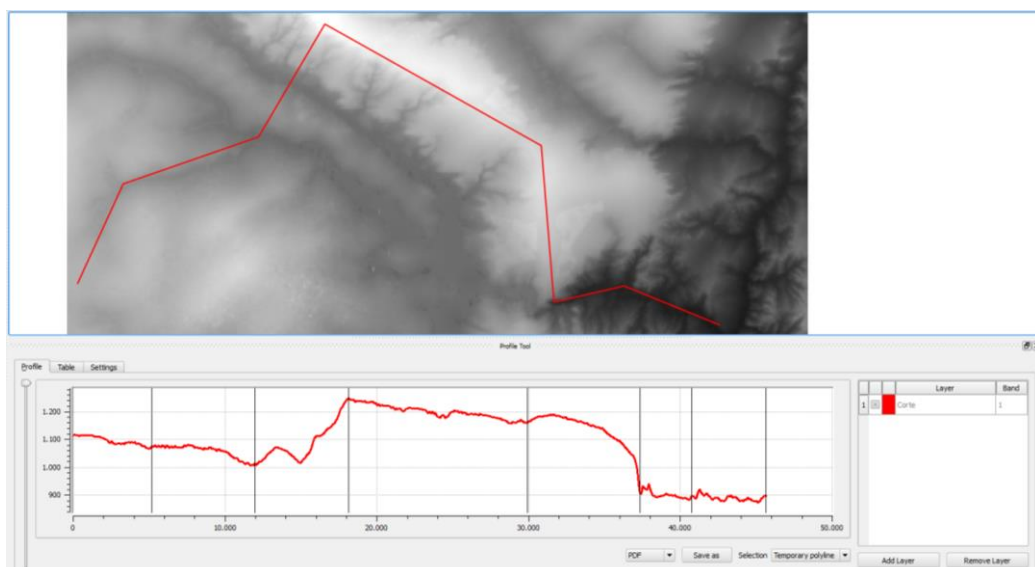 Profile Tool
Profile Table Settings
1.200
1.100
1.000
900
0 10.000 20.000 30.000 40.000 50.000
Layer Band
1 Corte 1
PDF Save as Selection Temporary polyline
Add Layer Remove Layer